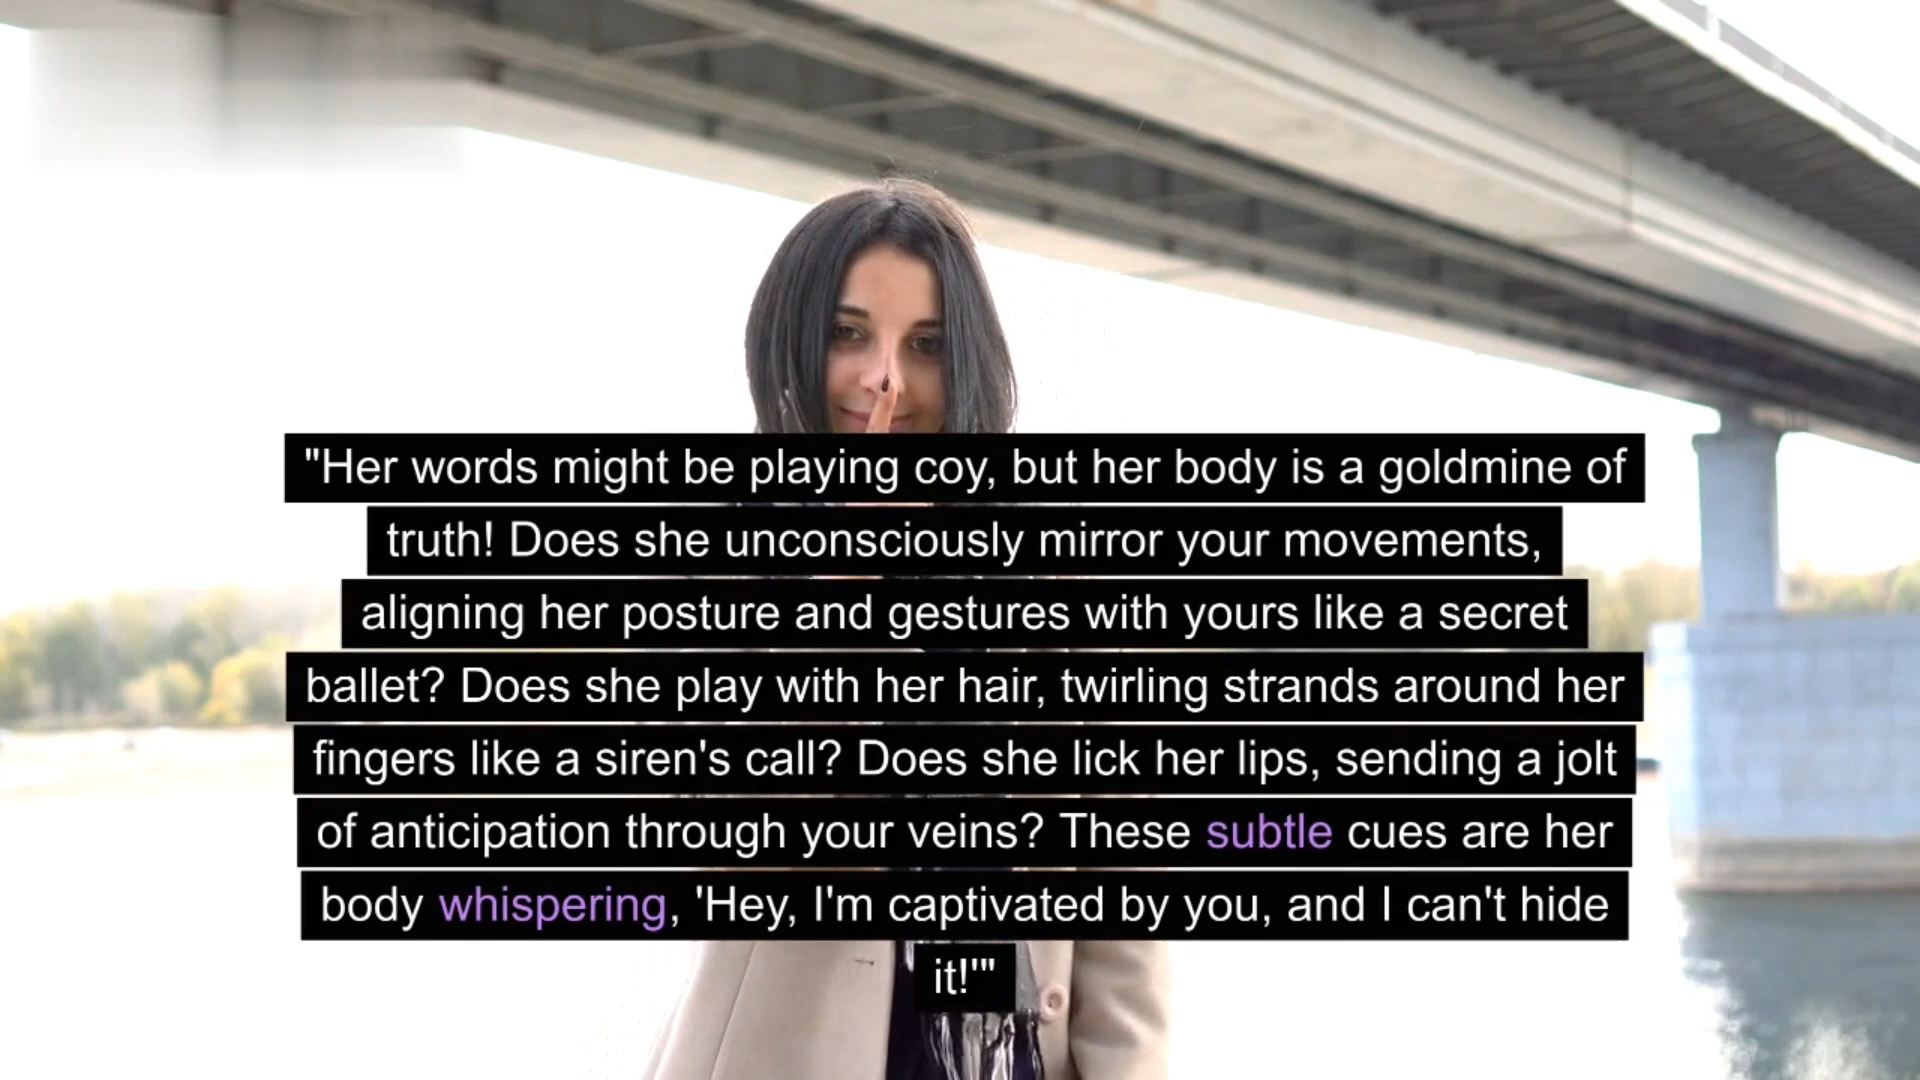 "Her words might be playing coy, but her body is a goldmine of
truth! Does she unconsciously mirror your movements,
aligning her posture and gestures with yours like a secret
ballet? Does she play with her hair, twirling strands around her
fingers like a siren's call? Does she lick her lips, sending a jolt
of anticipation through your veins? These subtle cues are her
body whispering, 'Hey, I'm captivated by you, and I can't hide
it!'"